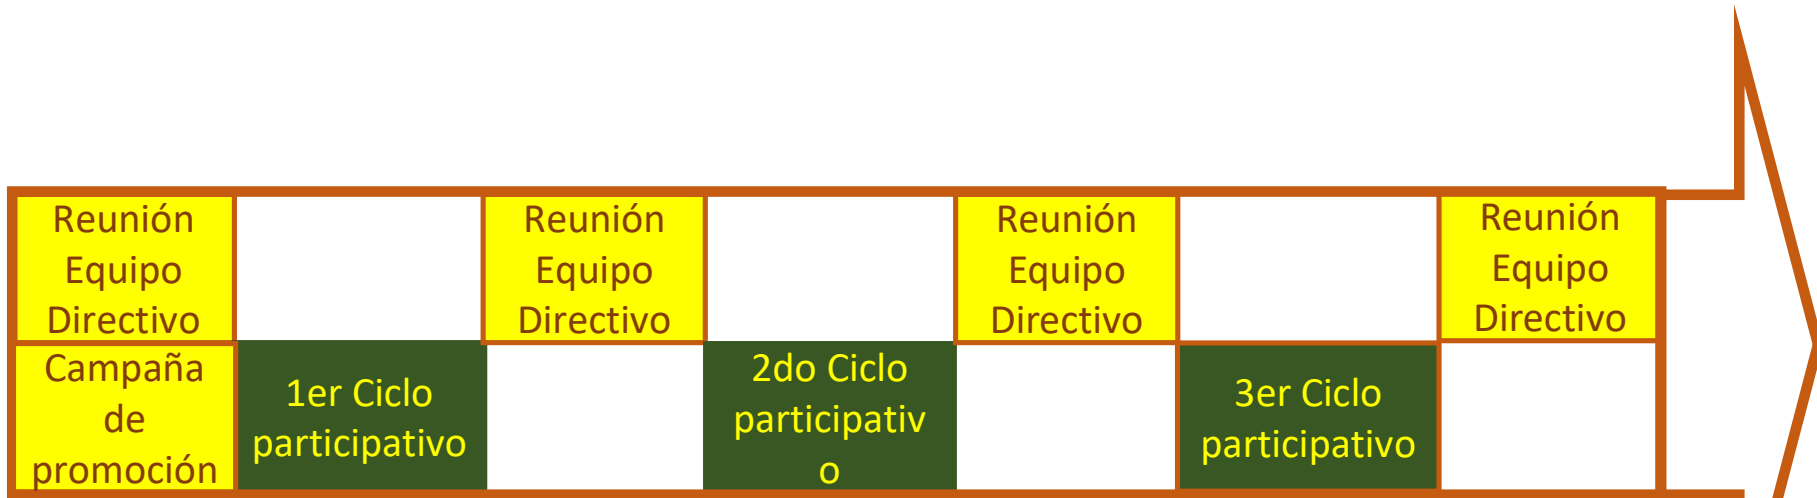 Reunión
Equipo
Directivo
Reunión
Equipo
Directivo
Reunión
Equipo
Directivo
Reunión
Equipo
Directivo
Campaña
de
promoción
1er Ciclo
participativo
2do Ciclo
participativ
o
3er Ciclo
participativo